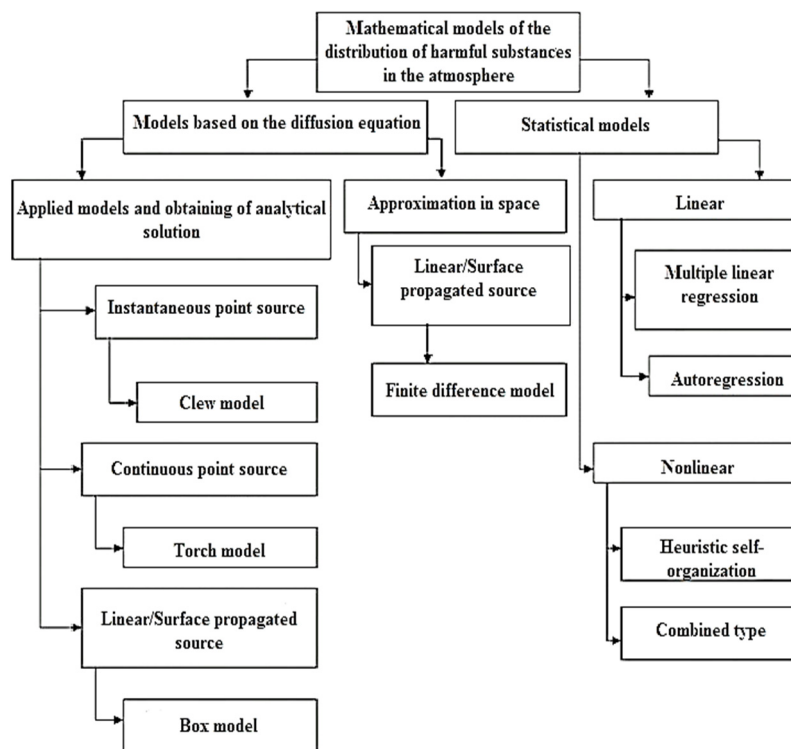 Mathematical models of the
distribution of harmful substances
in the atmosphere
Models based on the diffusion equation
Statistical models
Applied models and obtaining of analytical
solution
Approximation in space
Linear
Linear/Surface
propagated source
Multiple linear
regression
Instantaneous point source
Clew model
Finite difference model
Autoregression
Continuous point source
Nonlinear
Torch model
Heuristic self-
organization
Linear/Surface propagated
source
Combined type
Box model